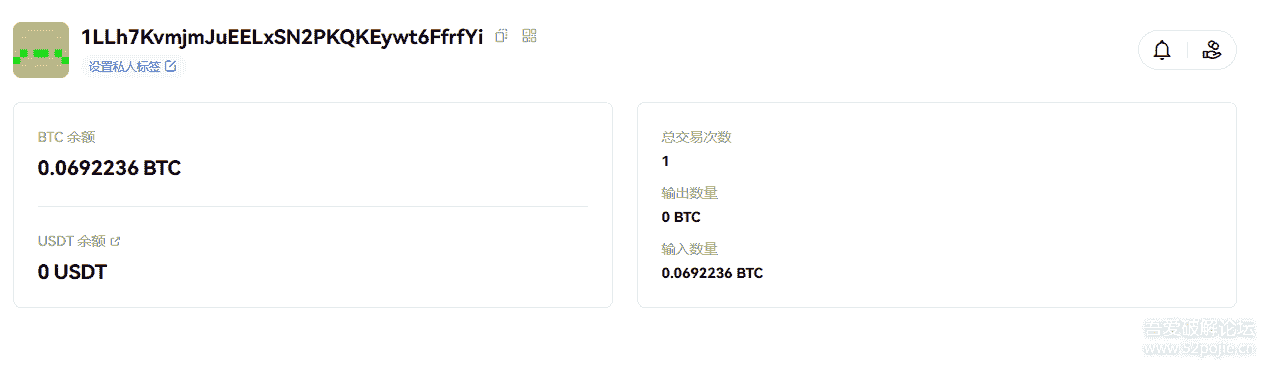 1LLh7KvmjmJuEELxSN2PKQKEywt6FfrfYi
设置私人标签
BTC 余额
0.0692236 BTC
USDT 余额
0 USDT
总交易次数
1
输出数量
0 BTC
输入数量
0.0692236 BTC
吾爱破解论坛
www.52pojie.cn